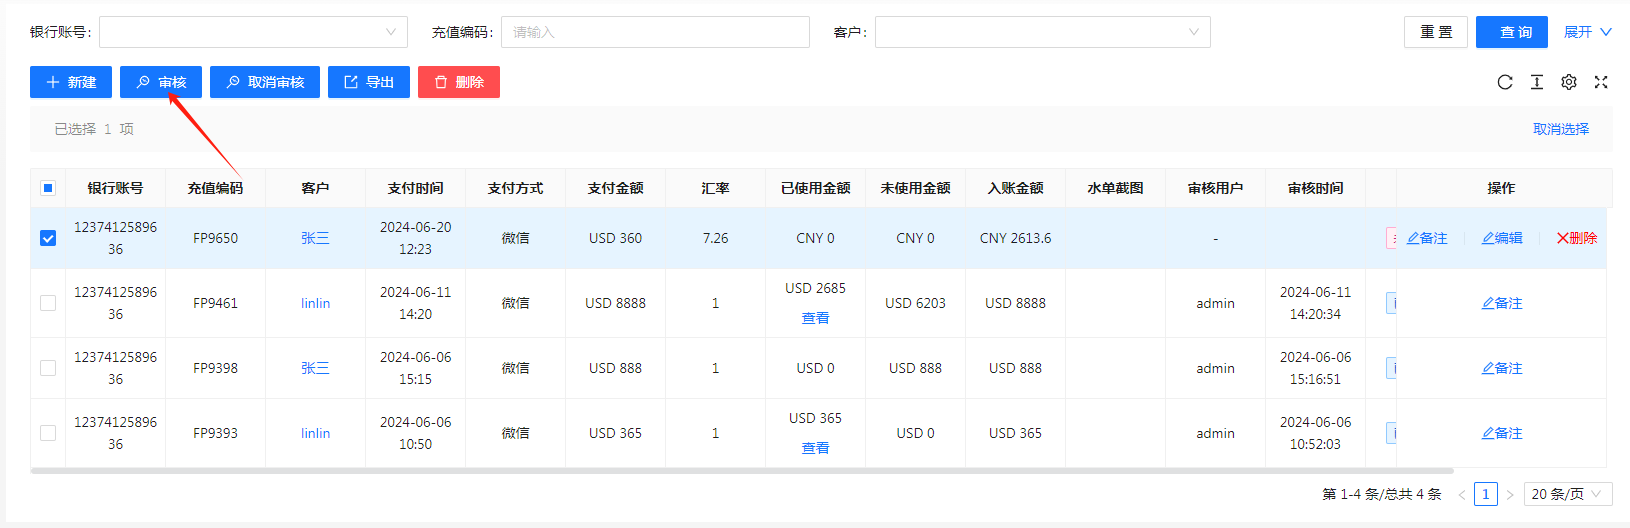 银行账号： 充值编码： 请输入 客户： 重 置 查 询 展开
新建 审核 取消审核 导出 删除
已选择 1 项 取消选择
银行账号 充值编码 客户 支付时间 支付方式 支付金额 汇率 已使用金额 未使用金额 入账金额 水单截图 审核用户 审核时间 操作
12374125896 36 FP9650 张三 2024-06-20 12:23 微信 USD 360 7.26 CNY 0 CNY 0 CNY 2613.6 - 备注 编辑 删除
12374125896 36 FP9461 linlin 2024-06-11 14:20 微信 USD 8888 1 USD 2685 查看 USD 6203 USD 8888 admin 2024-06-11 14:20:34 备注
12374125896 36 FP9398 张三 2024-06-06 15:15 微信 USD 888 1 USD 0 USD 888 USD 888 admin 2024-06-06 15:16:51 备注
12374125896 36 FP9393 linlin 2024-06-06 10:50 微信 USD 365 1 USD 365 查看 USD 0 USD 365 admin 2024-06-06 10:52:03 备注
第 1-4 条/总共 4 条 < 1 > 20 条/页